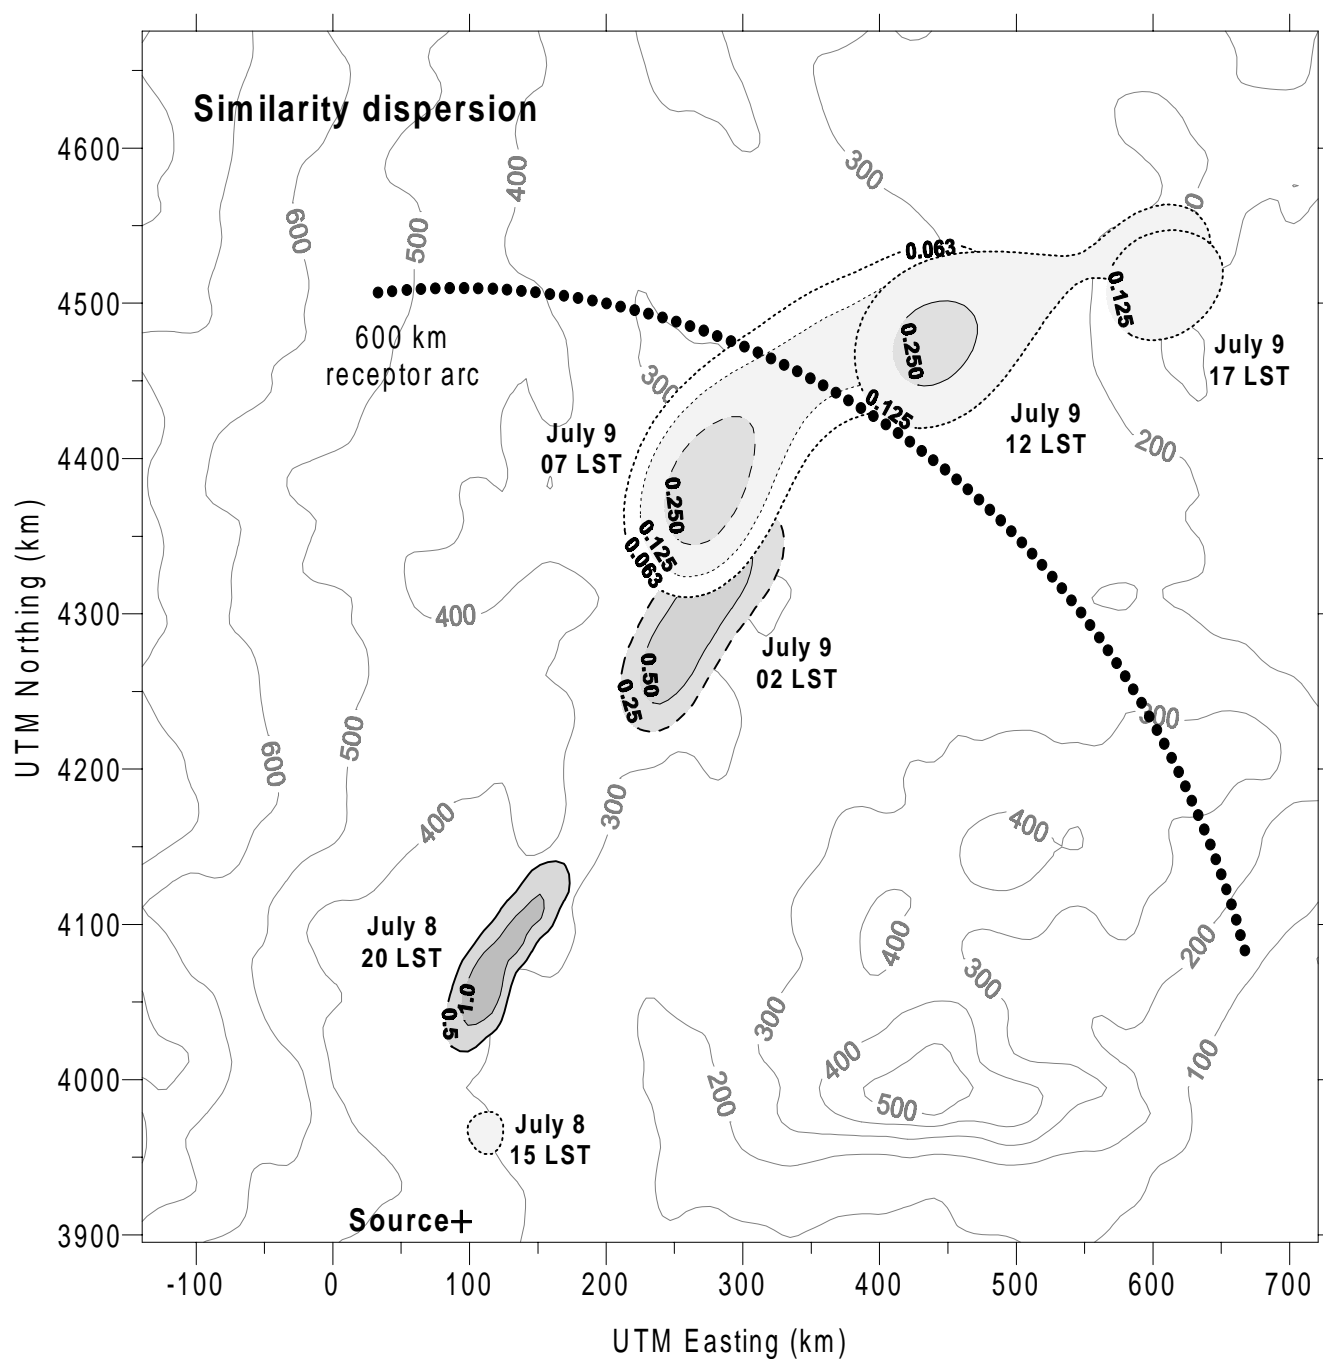 Similarity dispersion
4600
4500
4400
4300
4200
4100
4000
3900
UTM Northing (km)
-100
0
100
200
300
400
500
600
700
UTM Easting (km)
600
500
400
300
0
0.063
0.125
0.250
0.125
600 km
receptor arc
300
July 9
17 LST
July 9
12 LST
200
July 9
07 LST
0.250
0.125
0.063
400
July 9
02 LST
0.50
0.25
300
600
500
400
300
400
July 8
20 LST
1.0
0.5
400
300
200
300
400
500
200
100
July 8
15 LST
Source+